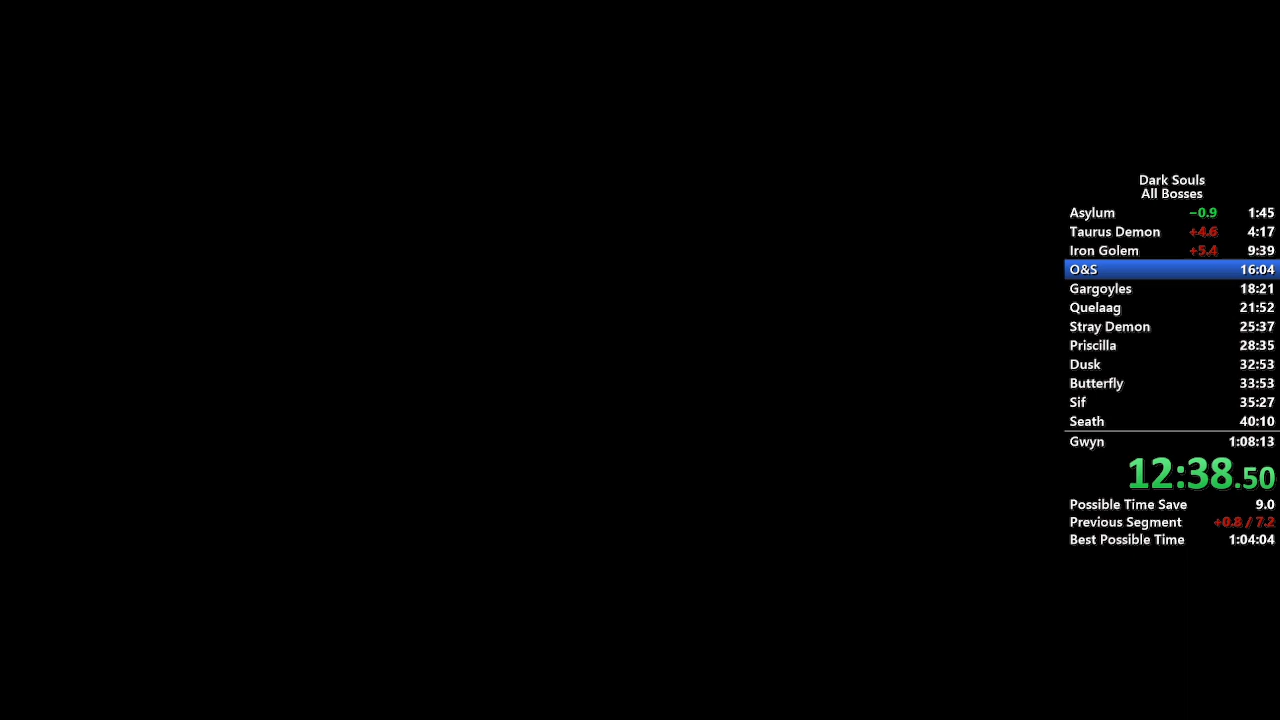 Dark Souls
All Bosses
Asylum −0.9 1:45
Taurus Demon +4.6 4:17
Iron Golem +5.4 9:39
O&S 16:04
Gargoyles 18:21
Quelaag 21:52
Stray Demon 25:37
Priscilla 28:35
Dusk 32:53
Butterfly 33:53
Sif 35:27
Seath 40:10
Gwyn 1:08:13
12:38.50
Possible Time Save 9.0
Previous Segment +0.8 / 7.2
Best Possible Time 1:04:04